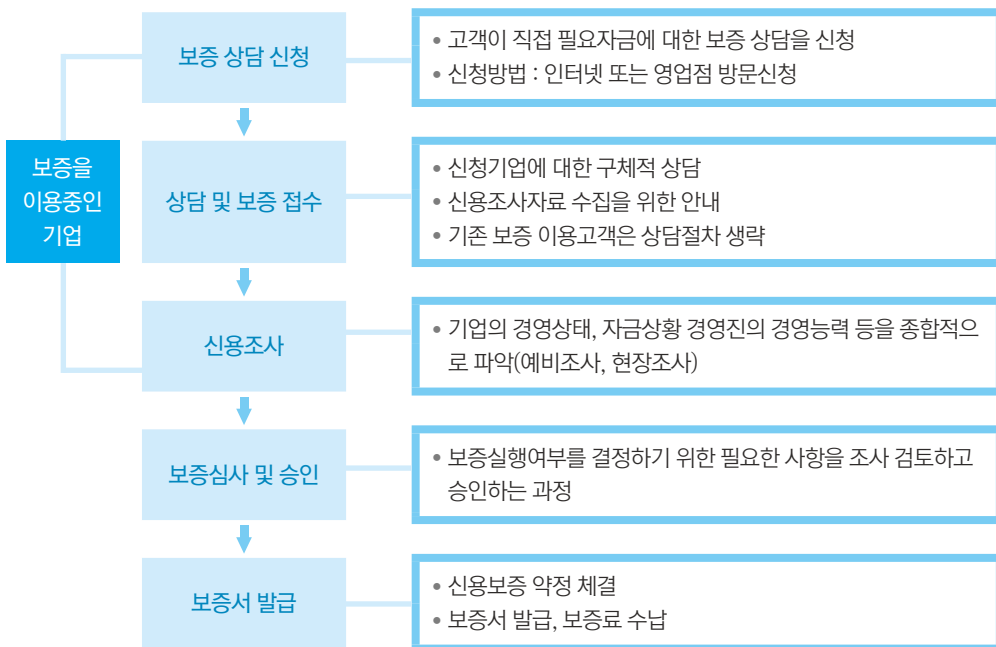 보증을
이용중인
기업
보증 상담 신청
• 고객이 직접 필요자금에 대한 보증 상담을 신청
• 신청방법 : 인터넷 또는 영업점 방문신청
상담 및 보증 접수
• 신청기업에 대한 구체적 상담
• 신용조사자료 수집을 위한 안내
• 기존 보증 이용고객은 상담절차 생략
신용조사
• 기업의 경영상태, 자금상황 경영진의 경영능력 등을 종합적으
로 파악(예비조사, 현장조사)
보증심사 및 승인
• 보증실행여부를 결정하기 위한 필요한 사항을 조사 검토하고
승인하는 과정
보증서 발급
• 신용보증 약정 체결
• 보증서 발급, 보증료 수납